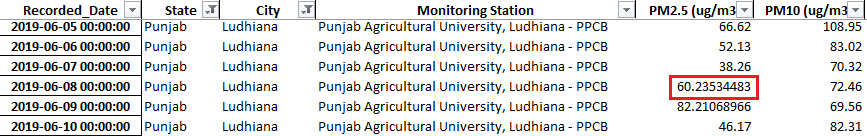 Recorded_Date State City Monitoring Station PM2.5 (ug/m3 PM10 (ug/m3
2019-06-05 00:00:00 Punjab Ludhiana Punjab Agricultural University, Ludhiana - PPCB 66.62 108.95
2019-06-06 00:00:00 Punjab Ludhiana Punjab Agricultural University, Ludhiana - PPCB 52.13 83.02
2019-06-07 00:00:00 Punjab Ludhiana Punjab Agricultural University, Ludhiana - PPCB 38.26 70.32
2019-06-08 00:00:00 Punjab Ludhiana Punjab Agricultural University, Ludhiana - PPCB 60.23534483 72.46
2019-06-09 00:00:00 Punjab Ludhiana Punjab Agricultural University, Ludhiana - PPCB 82.21068966 69.56
2019-06-10 00:00:00 Punjab Ludhiana Punjab Agricultural University, Ludhiana - PPCB 46.17 82.31